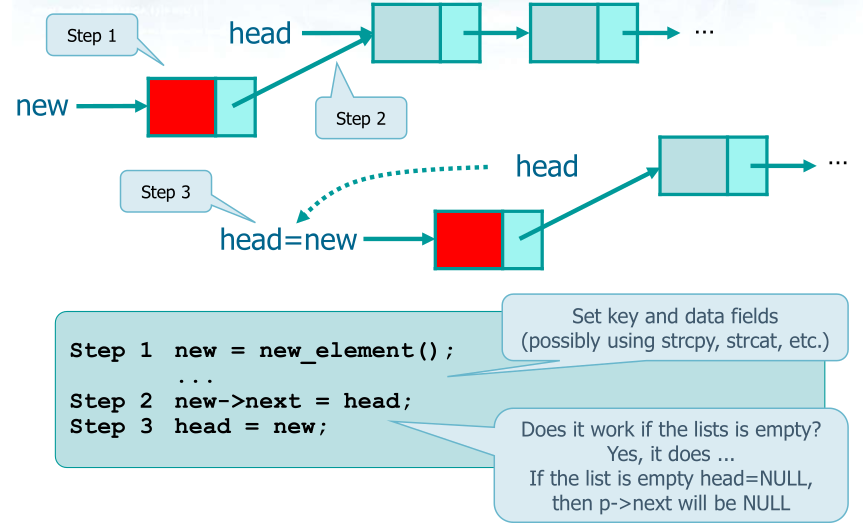 Step 1
head
...
new
Step 2
...
head
Step 3
head=new
Set key and data fields
(possibly using strcpy, strcat, etc.)
Step 1 new = new_element();
...
Step 2 new->next = head;
Step 3 head = new;
Does it work if the lists is empty?
Yes, it does ...
If the list is empty head=NULL,
then p->next will be NULL